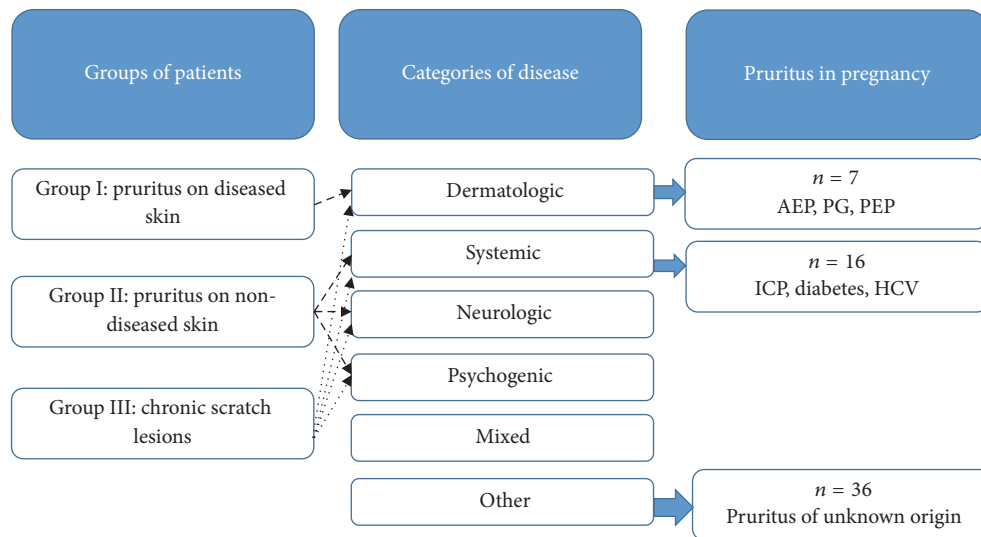 Groups of patients
Categories of disease
Pruritus in pregnancy
Group I: pruritus on diseased
skin
Group II: pruritus on non-
diseased skin
Group III: chronic scratch
lesions
Dermatologic
Systemic
Neurologic
Psychogenic
Mixed
Other
n = 7
AEP, PG, PEP
n = 16
ICP, diabetes, HCV
n = 36
Pruritus of unknown origin